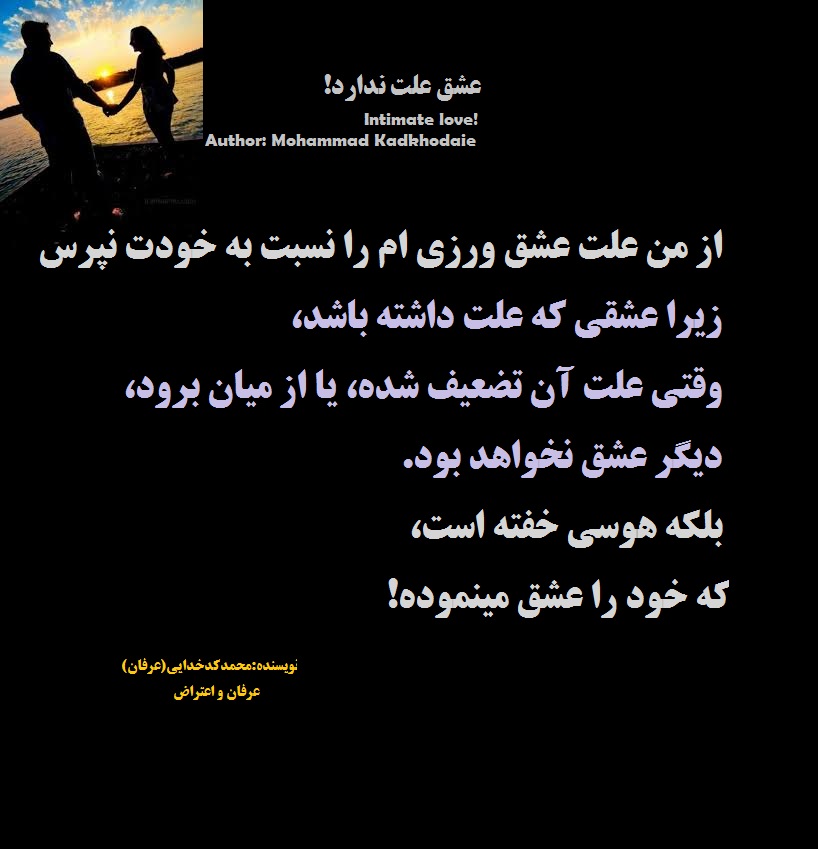 عشق علت ندارد!
Intimate love!
Author: Mohammad Kadkhodaie
از من علت عشق ورزی ام را نسبت به خودت نپرس
زیرا عشقی که علت داشته باشد،
وقتی علت آن تضعیف شده، یا از میان برود،
دیگر عشق نخواهد بود.
بلکه هوسی خفته است،
که خود را عشق مینموده!
نویسنده:محمدکدخدایی(عرفان)
عرفان و اعتراض